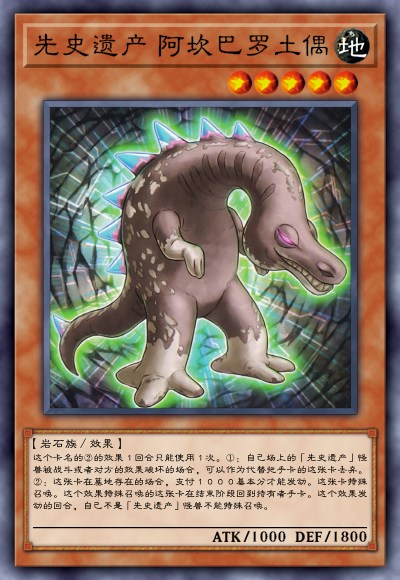 先史遗产 阿坎巴罗土偶
地
【岩石族／效果】
这个卡名的②的效果1回合只能使用1次。①：自己场上的「先史遗产」怪
兽被战斗或者对方的效果破坏的场合，可以作为代替把手卡的这张卡丢弃。
②：这张卡在墓地存在的场合，支付1000基本分才能发动。这张卡特殊
召唤。这个效果特殊召唤的这张卡在结束阶段回到持有者手卡。这个效果发
动的回合，自己不是「先史遗产」怪兽不能特殊召唤。
ATK/1000 DEF/1800